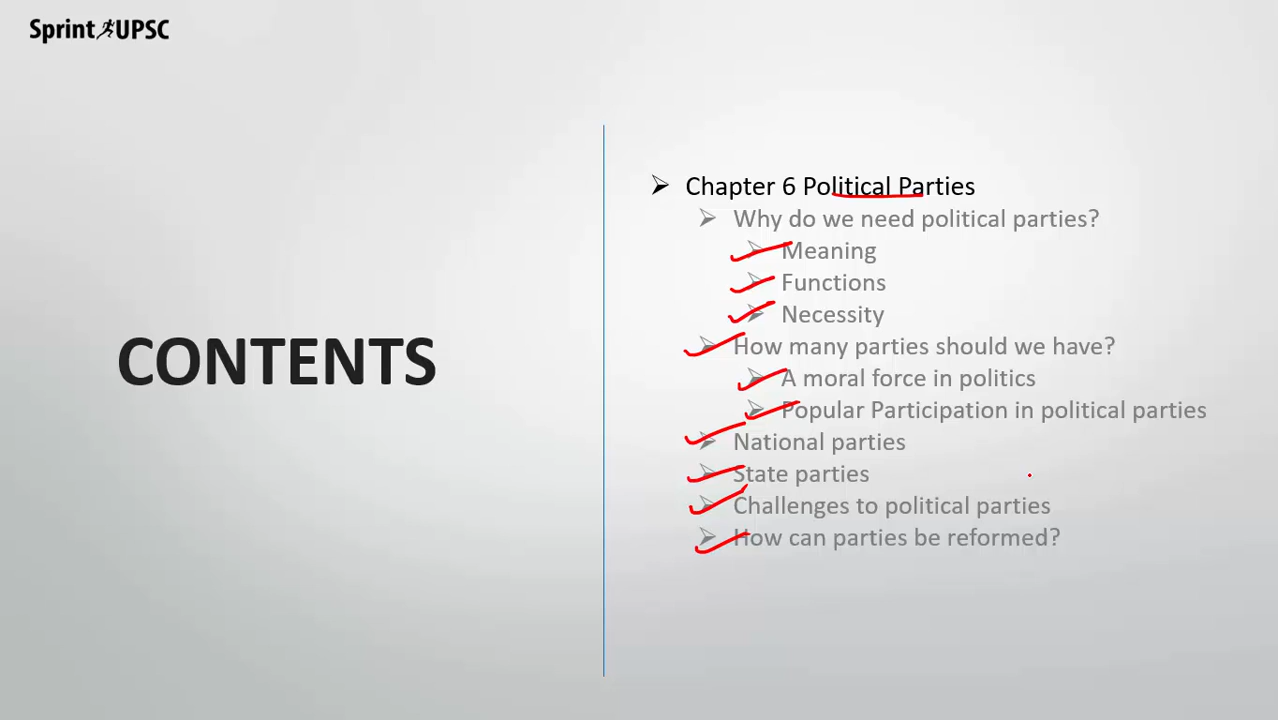 Sprint UPSC
CONTENTS
Chapter 6 Political Parties
Why do we need political parties?
Meaning
Functions
Necessity
How many parties should we have?
A moral force in politics
Popular Participation in political parties
National parties
State parties
Challenges to political parties
How can parties be reformed?